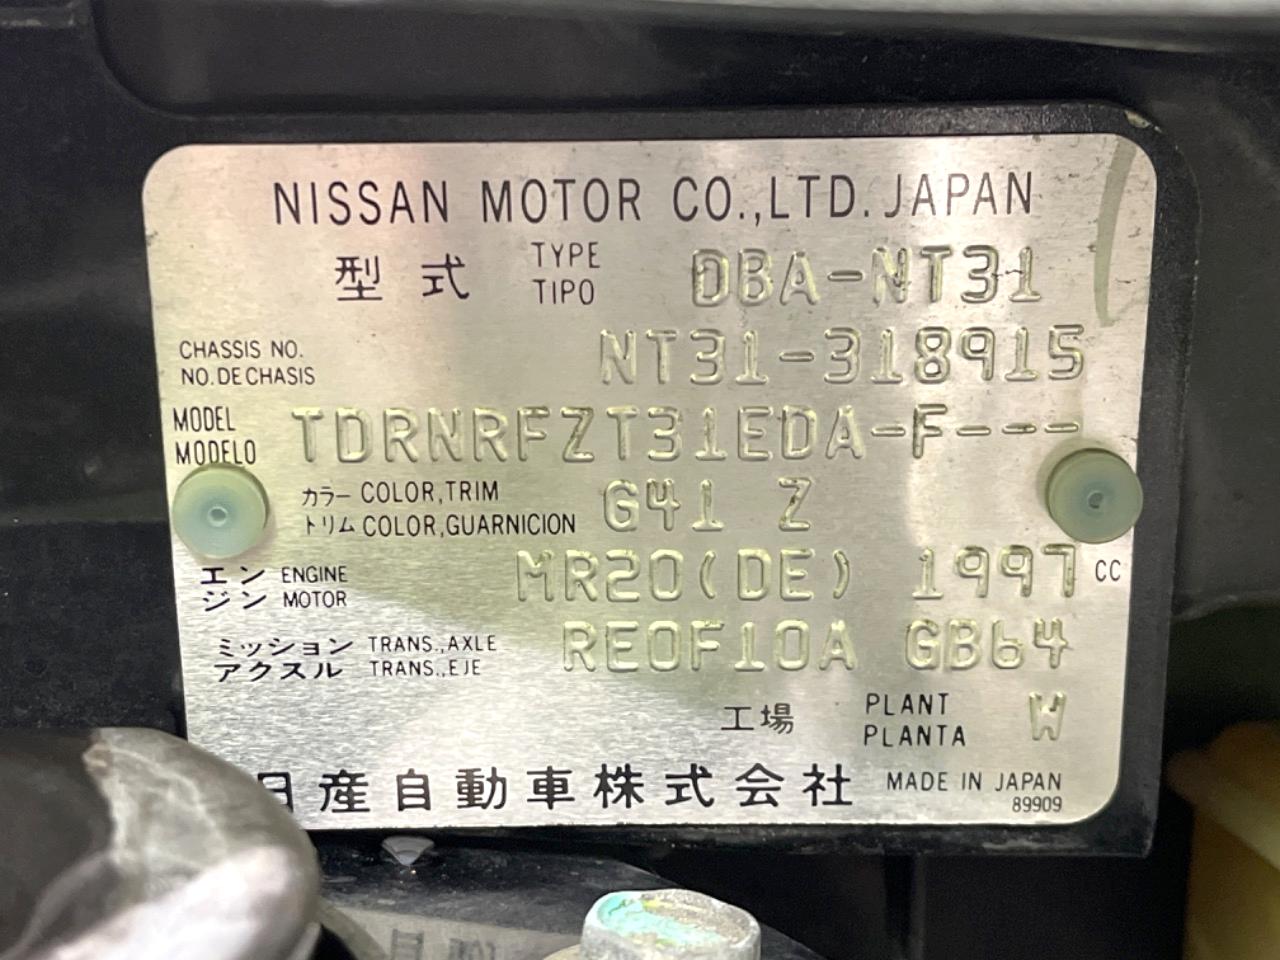 NISSAN MOTOR CO.,LTD. JAPAN
型式 TYPE DBA-NT31
TIPO
CHASSIS NO. NT31-318915
NO. DE CHASIS
MODEL TDRNRFZT31EDA-F---
MODELO
カラー COLOR,TRIM G41 Z
トリム COLOR,GUARNICION
エン ENGINE MR20(DE) 1997 CC
ジン MOTOR
ミッション TRANS.,AXLE RE0F10A GB64
アクスル TRANS.,EJE
工場 PLANT W
PLANTA
日産自動車株式会社 MADE IN JAPAN
89909